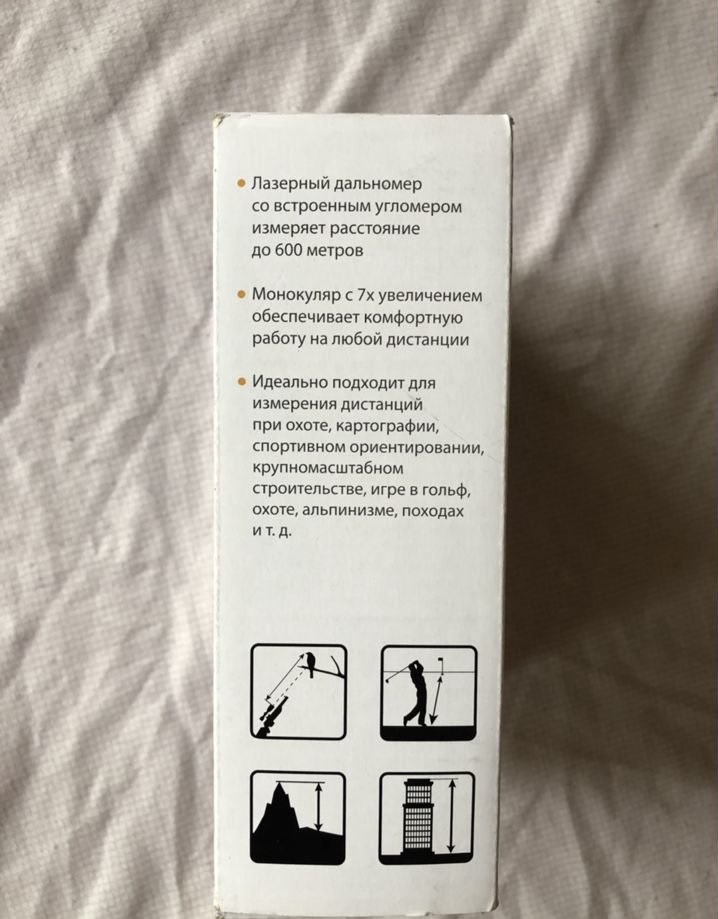 • Лазерный дальномер
со встроенным угломером
измеряет расстояние
до 600 метров
• Монокуляр с 7х увеличением
обеспечивает комфортную
работу на любой дистанции
• Идеально подходит для
измерения дистанций
при охоте, картографии,
спортивном ориентировании,
крупномасштабном
строительстве, игре в гольф,
охоте, альпинизме, походах
и т. д.